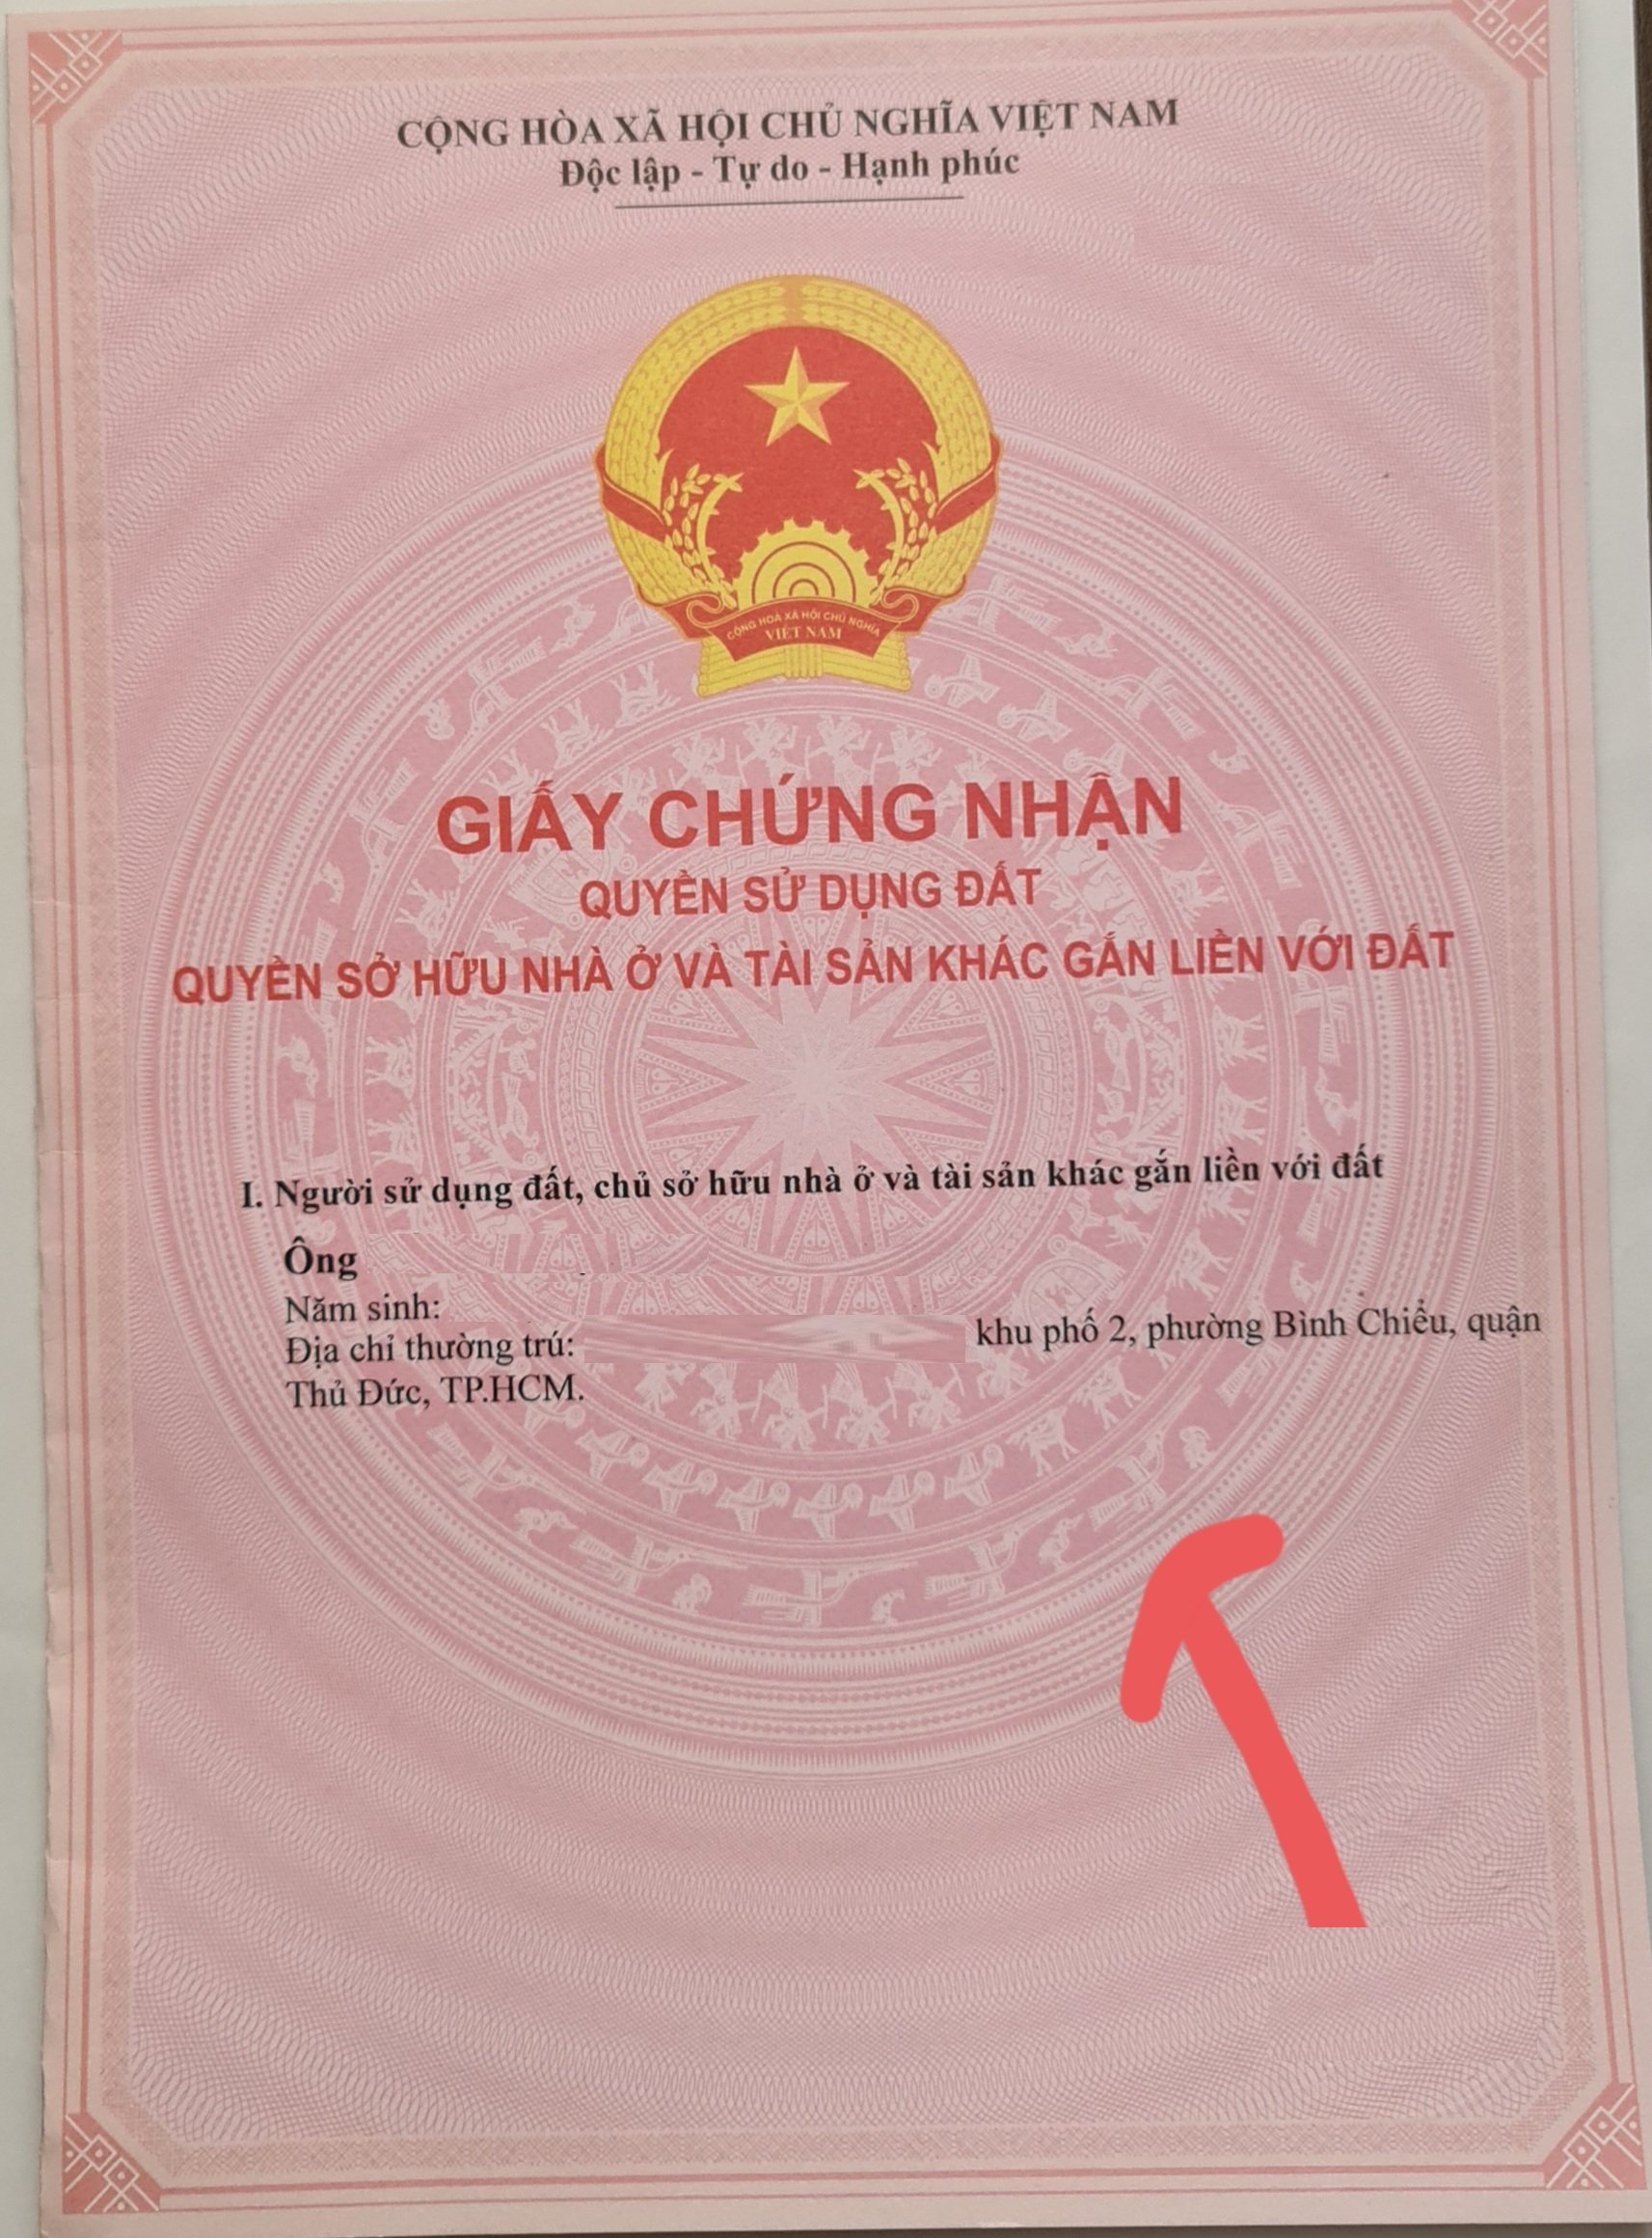 CỘNG HÒA XÃ HỘI CHỦ NGHĨA VIỆT NAM
Độc lập - Tự do - Hạnh phúc
CỘNG HOÀ XÃ HỘI CHỦ NGHĨA
VIỆT NAM
GIẤY CHỨNG NHẬN
QUYỀN SỬ DỤNG ĐẤT
QUYỀN SỞ HỮU NHÀ Ở VÀ TÀI SẢN KHÁC GẮN LIỀN VỚI ĐẤT
I. Người sử dụng đất, chủ sở hữu nhà ở và tài sản khác gắn liền với đất
Ông
Năm sinh:
Địa chỉ thường trú: khu phố 2, phường Bình Chiểu, quận
Thủ Đức, TP.HCM.